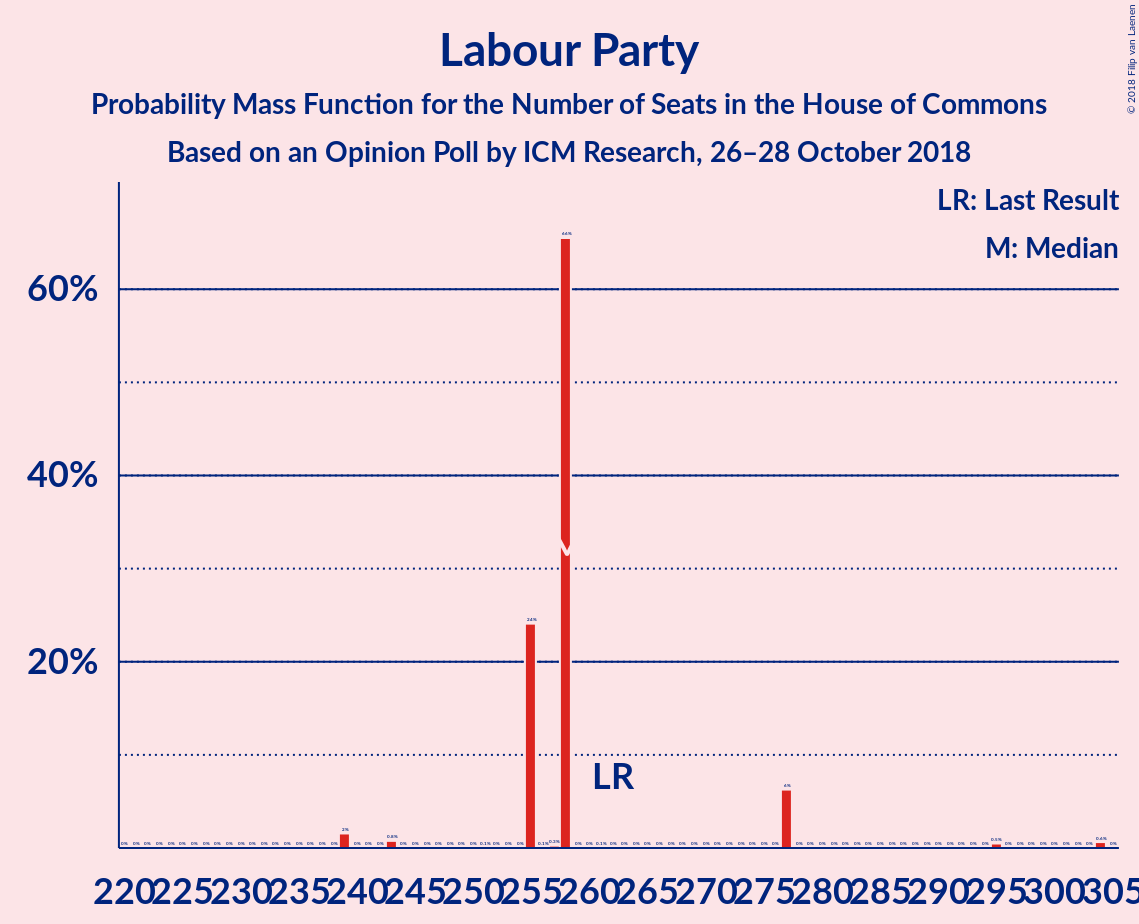 Labour Party
Probability Mass Function for the Number of Seats in the House of Commons
Based on an Opinion Poll by ICM Research, 26–28 October 2018
© 2018 Filip van Laenen
LR: Last Result
M: Median
60%
40%
20%
M
LR
220 225 230 235 240 245 250 255 260 265 270 275 280 285 290 295 300 305